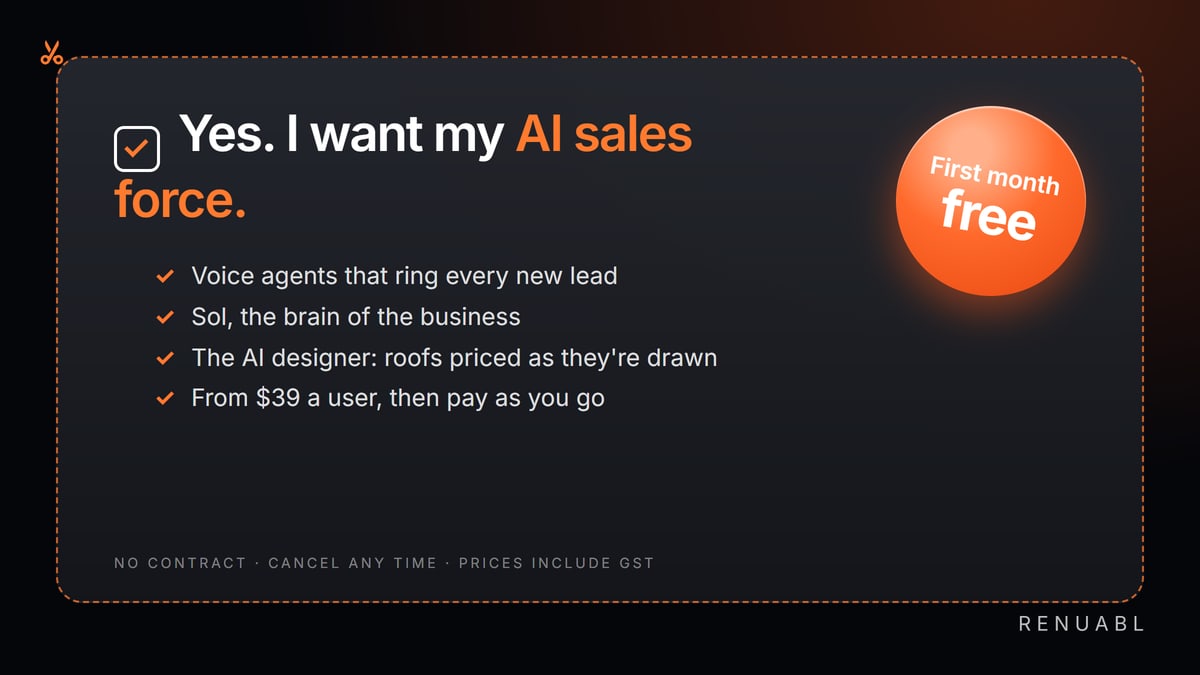 Yes. I want my AI sales
force.
First month
free
Voice agents that ring every new lead
Sol, the brain of the business
The AI designer: roofs priced as they're drawn
From $39 a user, then pay as you go
NO CONTRACT · CANCEL ANY TIME · PRICES INCLUDE GST
RENUABL